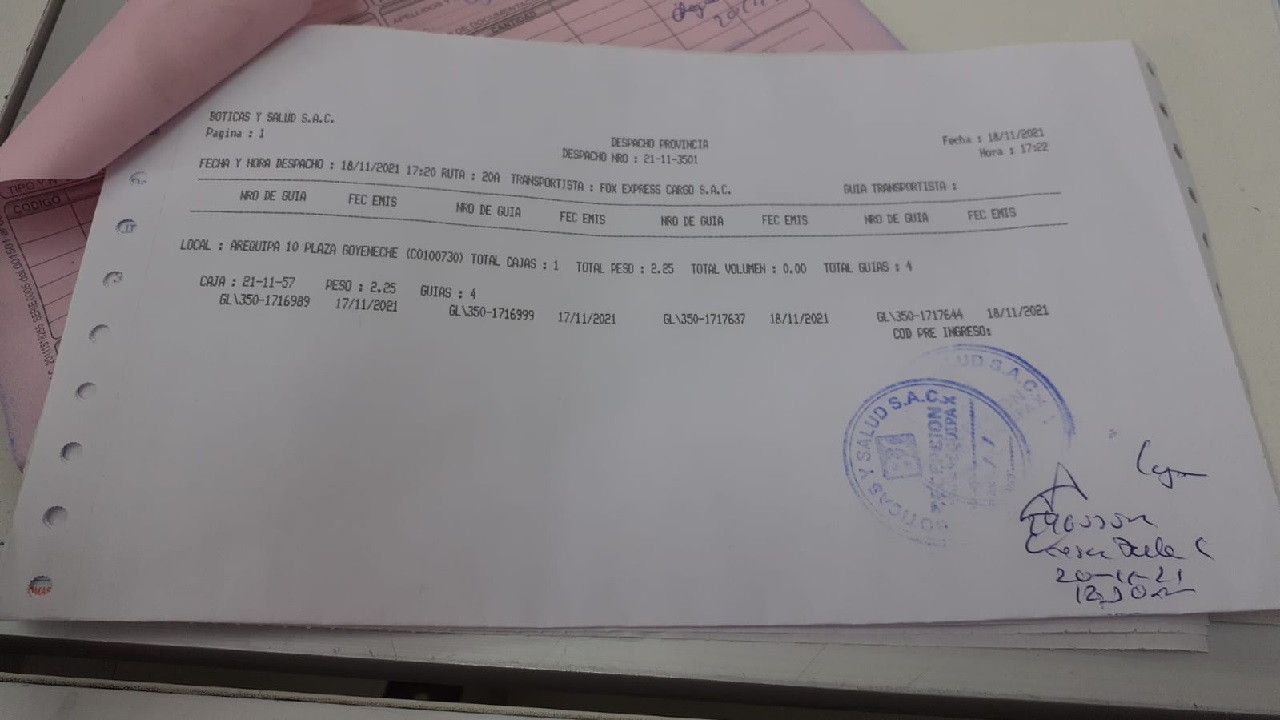 BOTICAS Y SALUD S.A.C.
Pagina : 1
DESPACHO PROVINCIA
DESPACHO NRO : 21-11-3501
Fecha : 18/11/2021
Hora : 17:22
FECHA Y HORA DESPACHO : 18/11/2021 17:20 RUTA : 20A TRANSPORTISTA : FOX EXPRESS CARGO S.A.C. GUIA TRANSPORTISTA :
NRO DE GUIA FEC EMIS NRO DE GUIA FEC EMIS NRO DE GUIA FEC EMIS NRO DE GUIA FEC EMIS
LOCAL : AREQUIPA 10 PLAZA GOYENECHE (CO100730) TOTAL CAJAS : 1 TOTAL PESO : 2.25 TOTAL VOLUMEN : 0.00 TOTAL GUIAS : 4
CAJA : 21-11-57 PESO : 2.25 GUIAS : 4
GL\350-1716989 17/11/2021 GL\350-1716999 17/11/2021 GL\350-1717637 18/11/2021 GL\350-1717644 18/11/2021
COD PRE INGRESO:
BOTICAS Y SALUD S.A.C.
SALUD S.A.C.
20-11-21
CODIGO
CANTIDAD